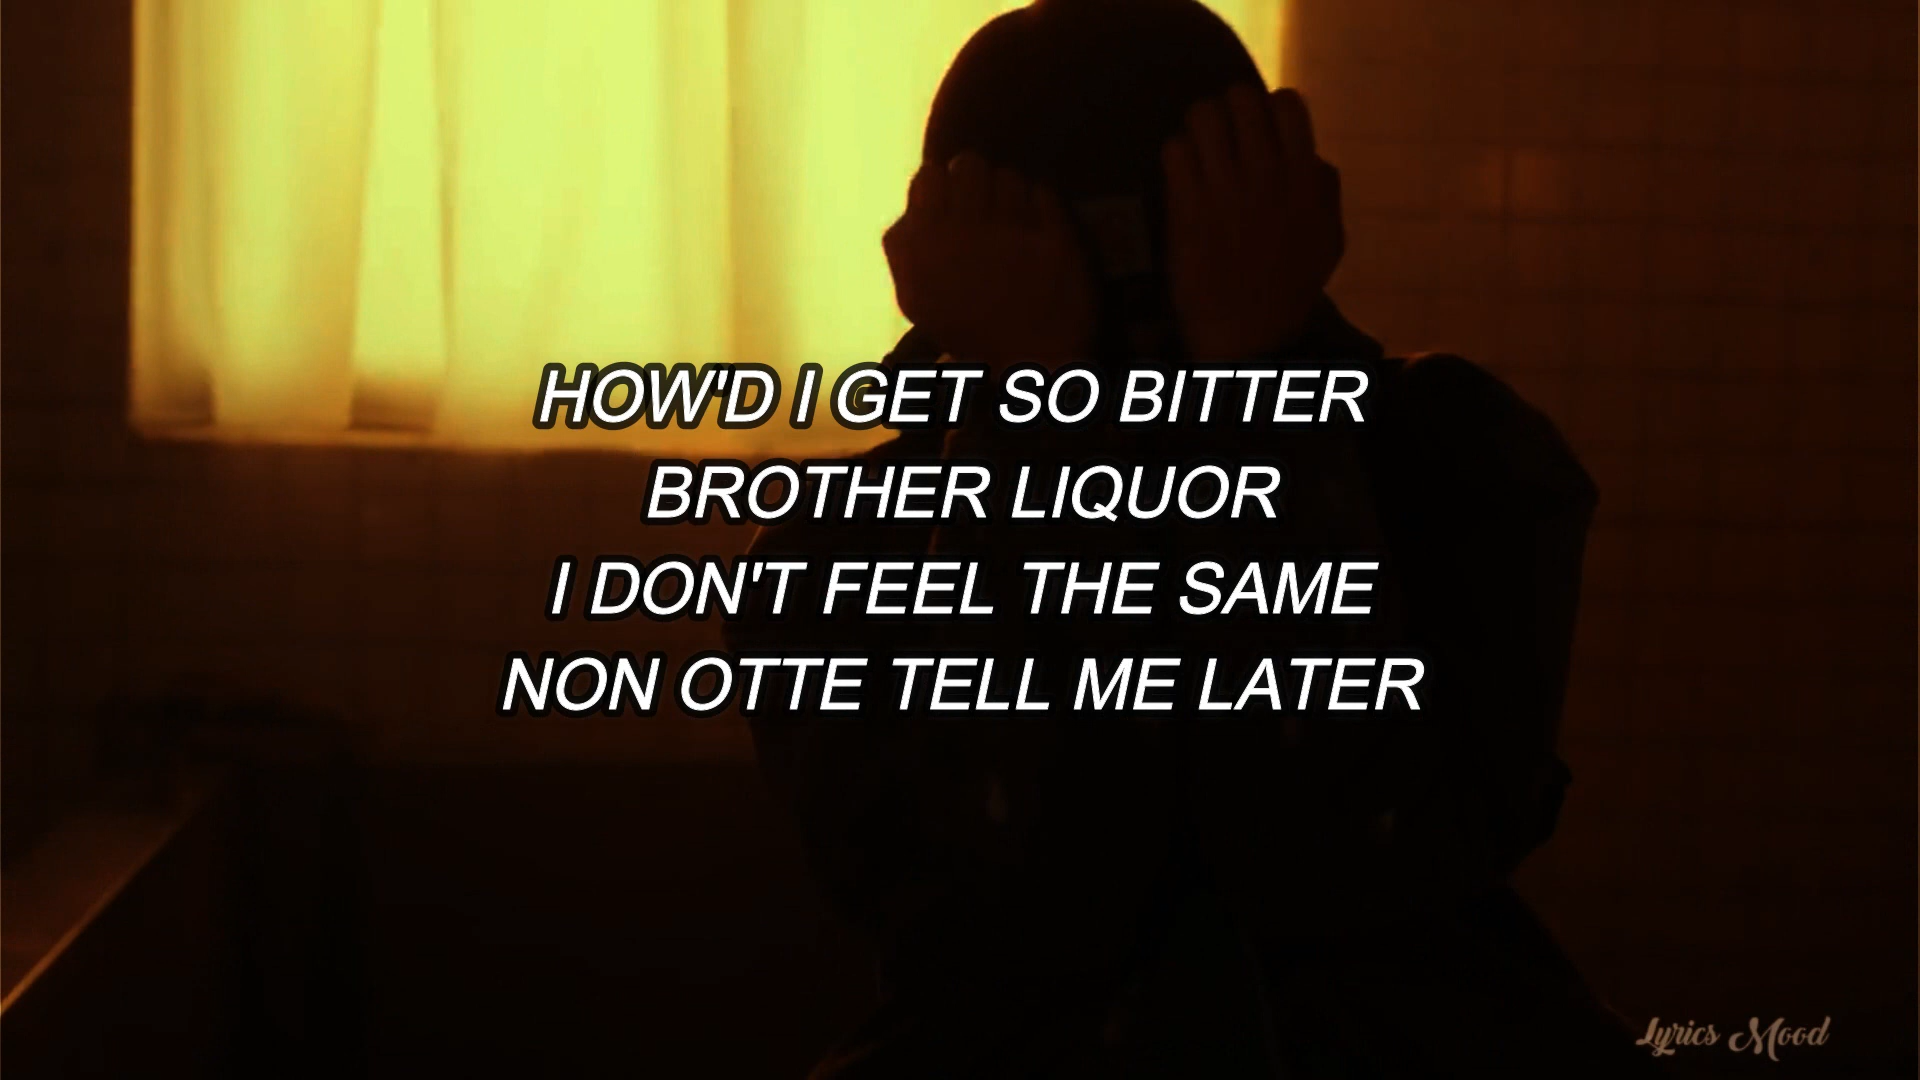 HOW'D I GET SO BITTER
BROTHER LIQUOR
I DON'T FEEL THE SAME
NON OTTE TELL ME LATER
Lyrics Mood